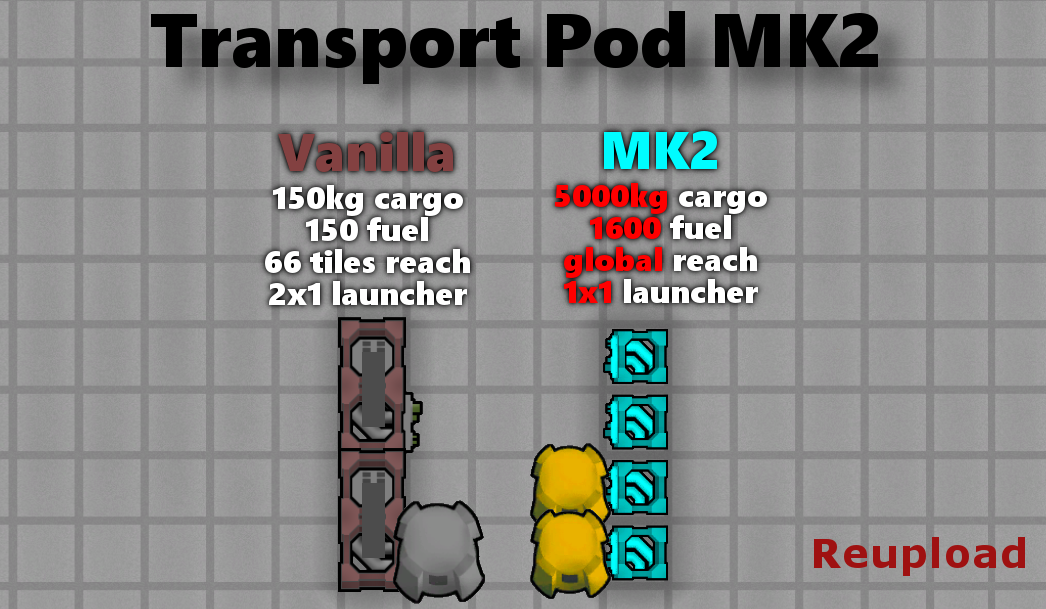 Transport Pod MK2
Vanilla
150kg cargo
150 fuel
66 tiles reach
2x1 launcher
MK2
5000kg cargo
1600 fuel
global reach
1x1 launcher
Reupload